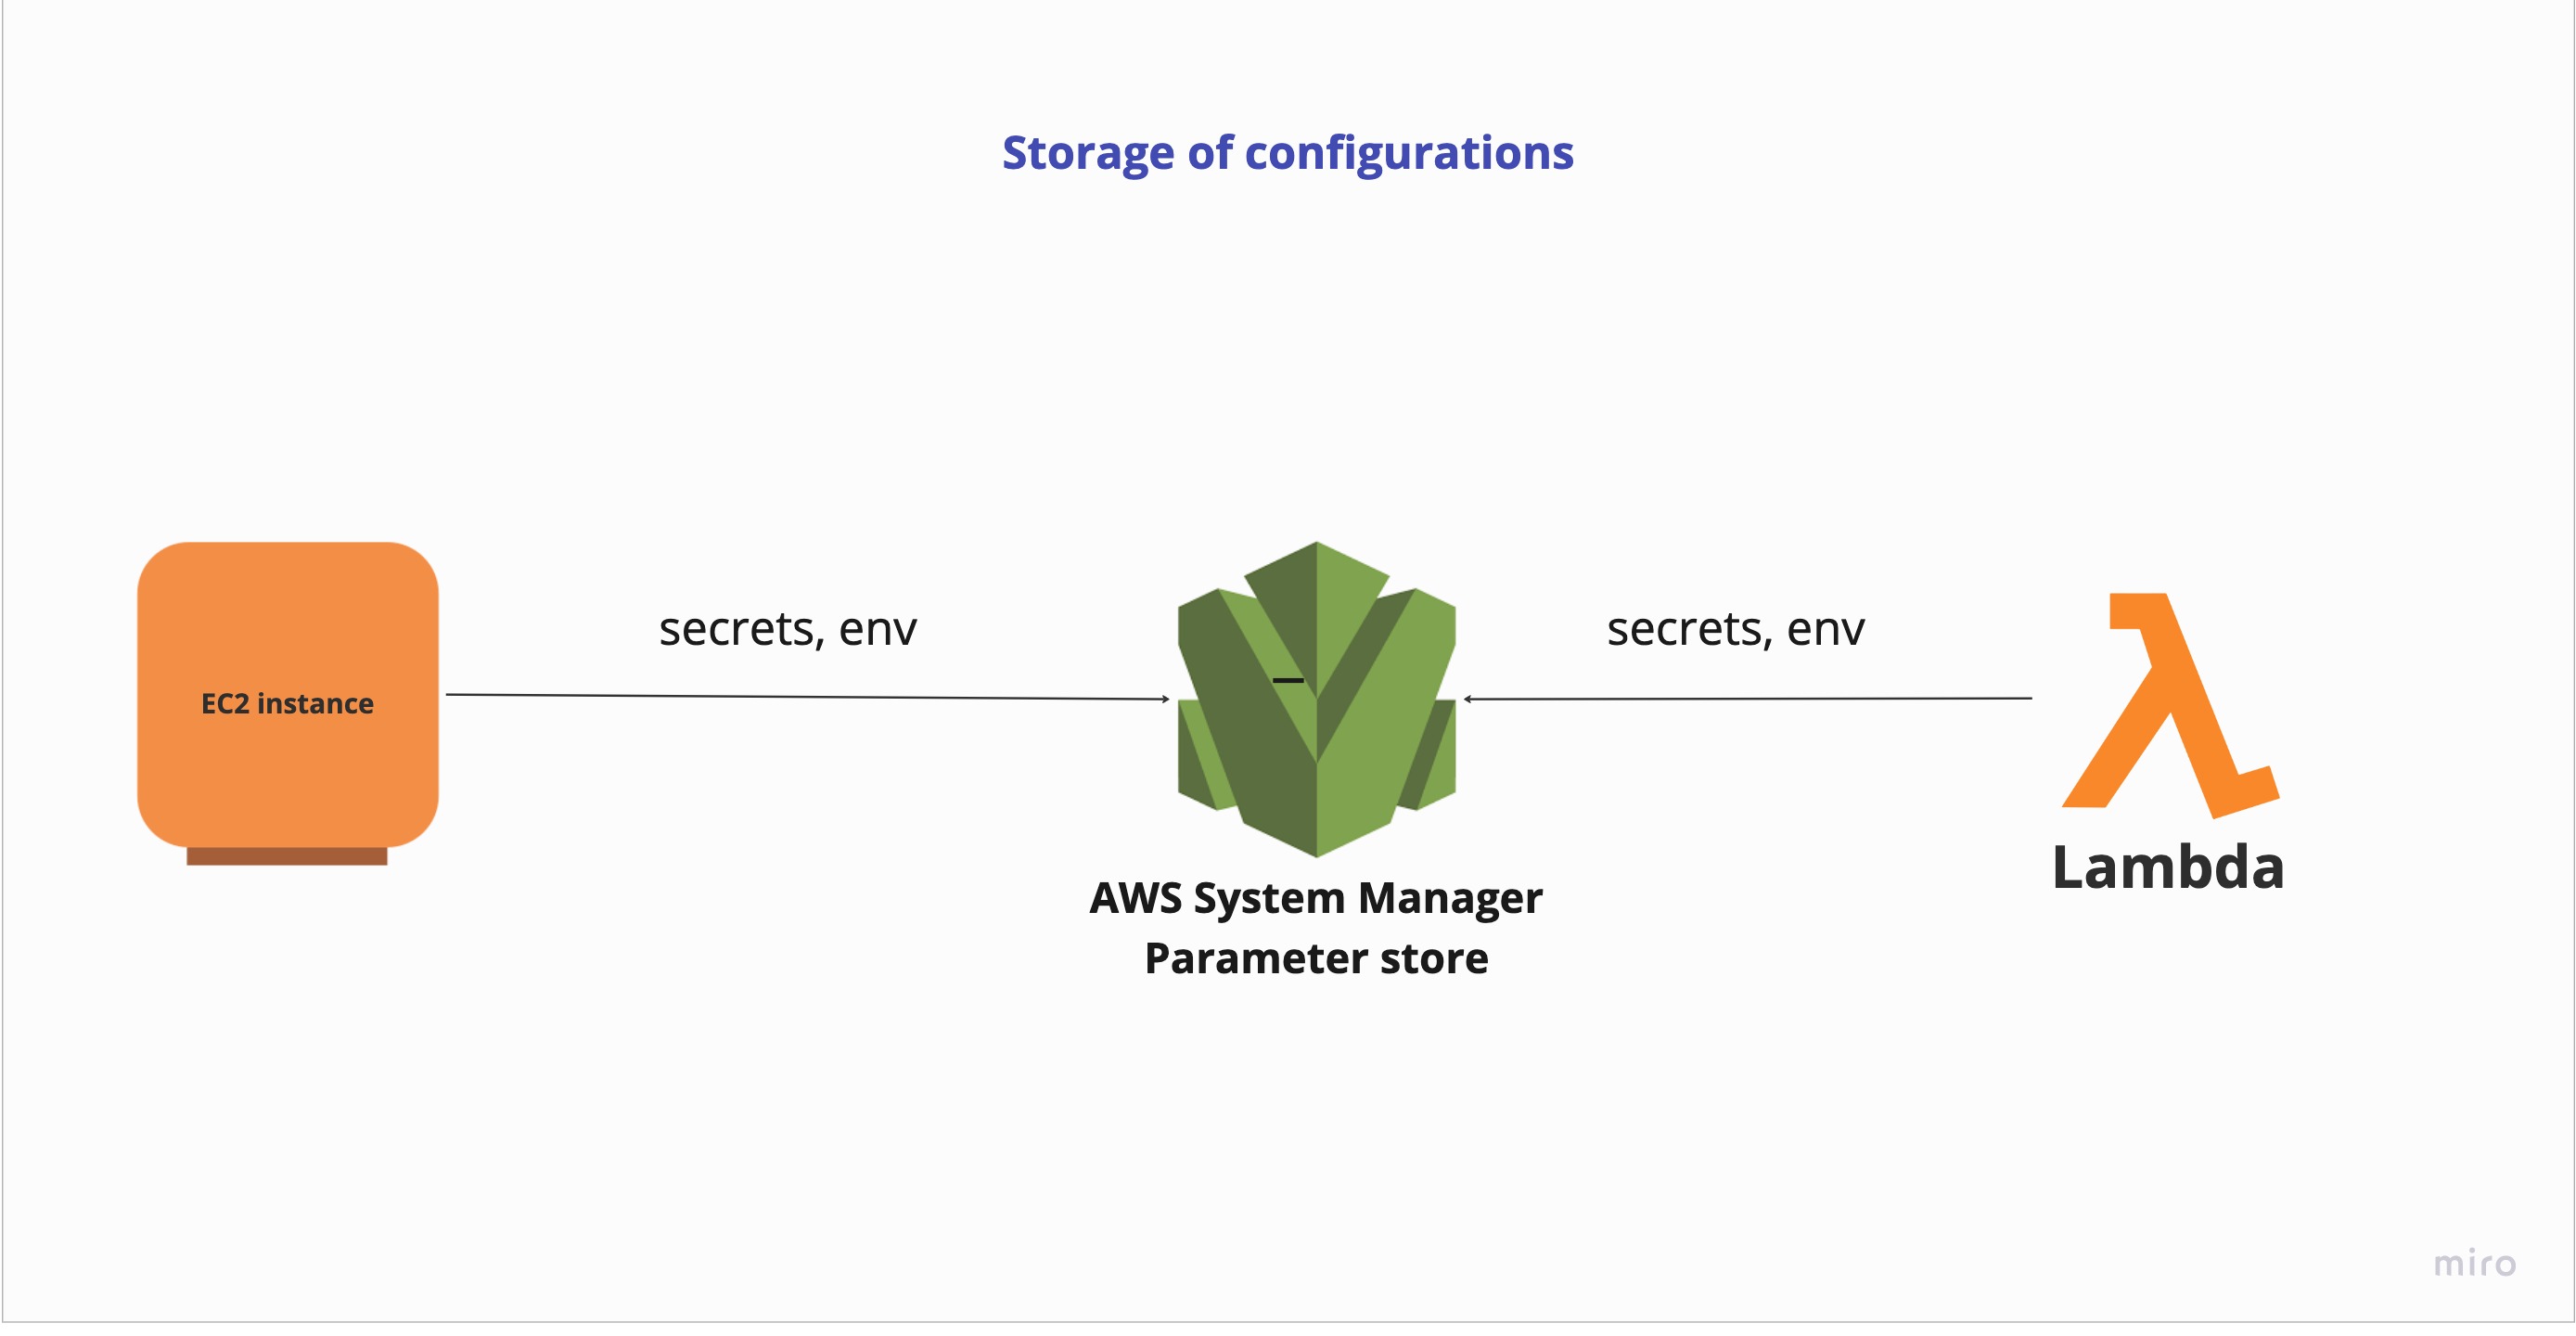 Storage of configurations
secrets, env
secrets, env
EC2 instance
Lambda
AWS System Manager
Parameter store
miro